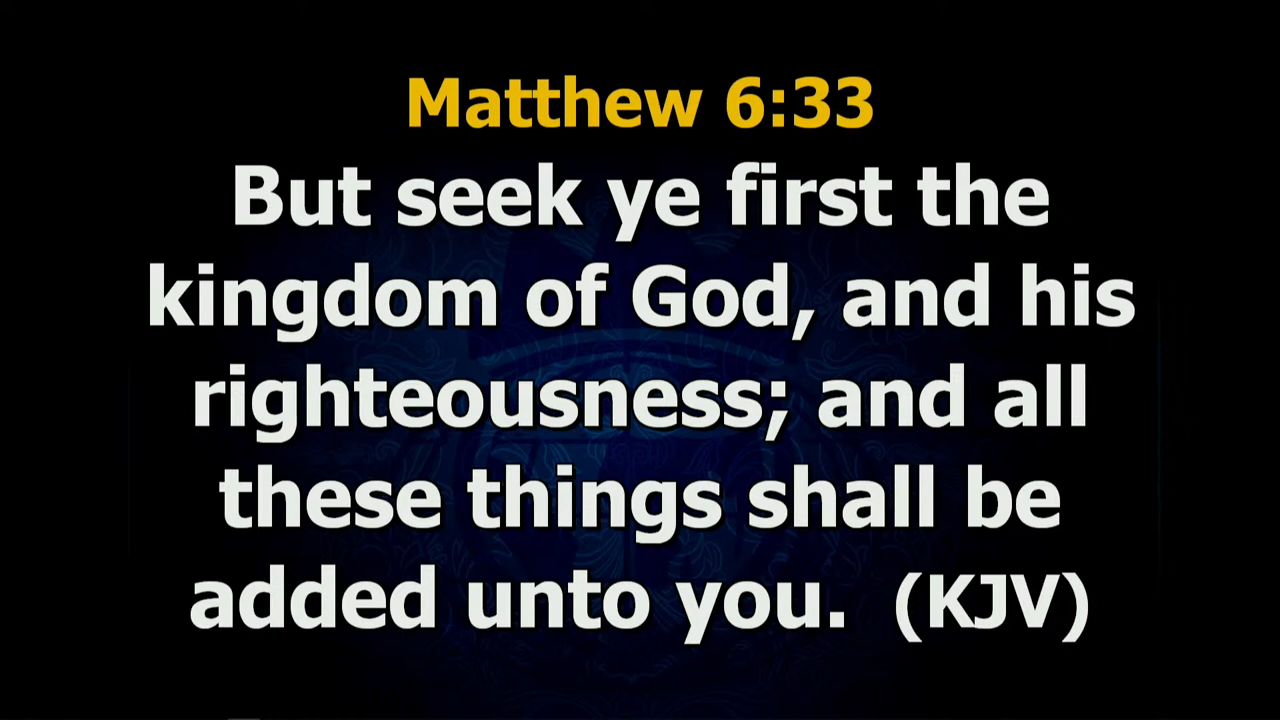 Matthew 6:33
But seek ye first the
kingdom of God, and his
righteousness; and all
these things shall be
added unto you.  (KJV)